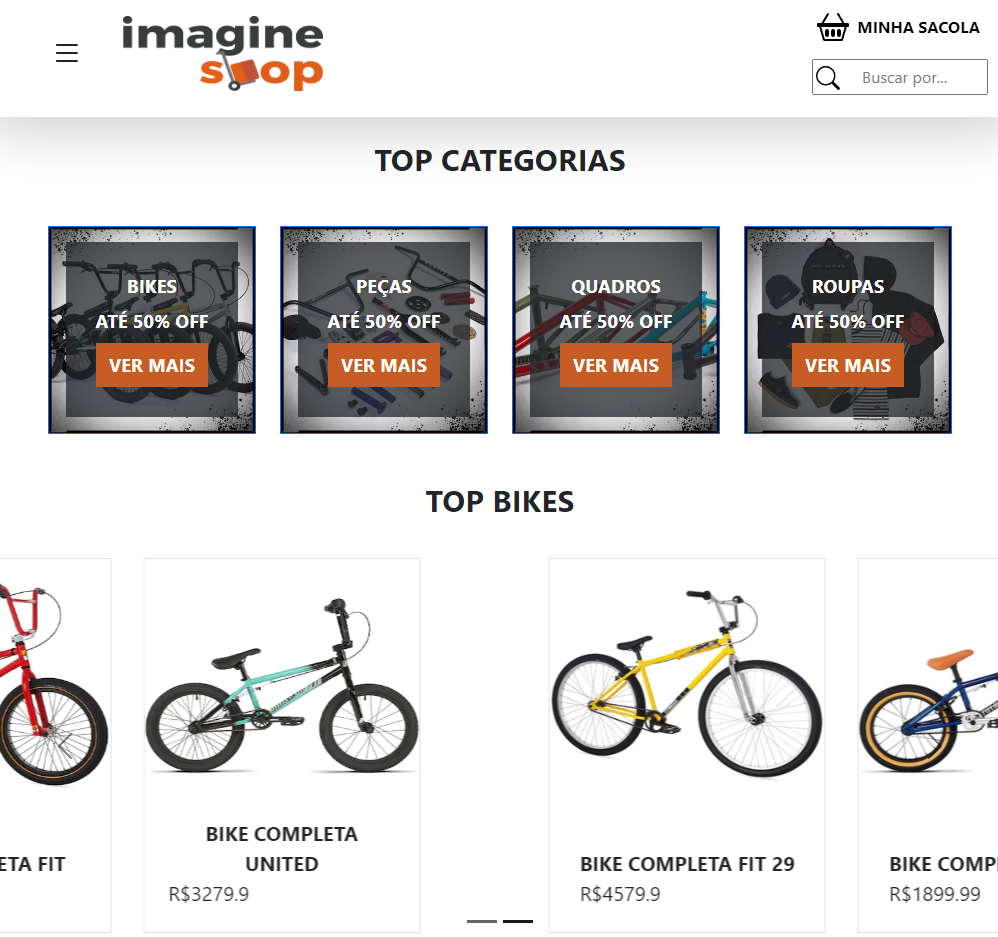 imagine
shop
MINHA SACOLA
Buscar por...
TOP CATEGORIAS
BIKES
ATÉ 50% OFF
VER MAIS
PEÇAS
ATÉ 50% OFF
VER MAIS
QUADROS
ATÉ 50% OFF
VER MAIS
ROUPAS
ATÉ 50% OFF
VER MAIS
TOP BIKES
ETA FIT
BIKE COMPLETA
UNITED
R$3279.9
BIKE COMPLETA FIT 29
R$4579.9
BIKE COMP
R$1899.99